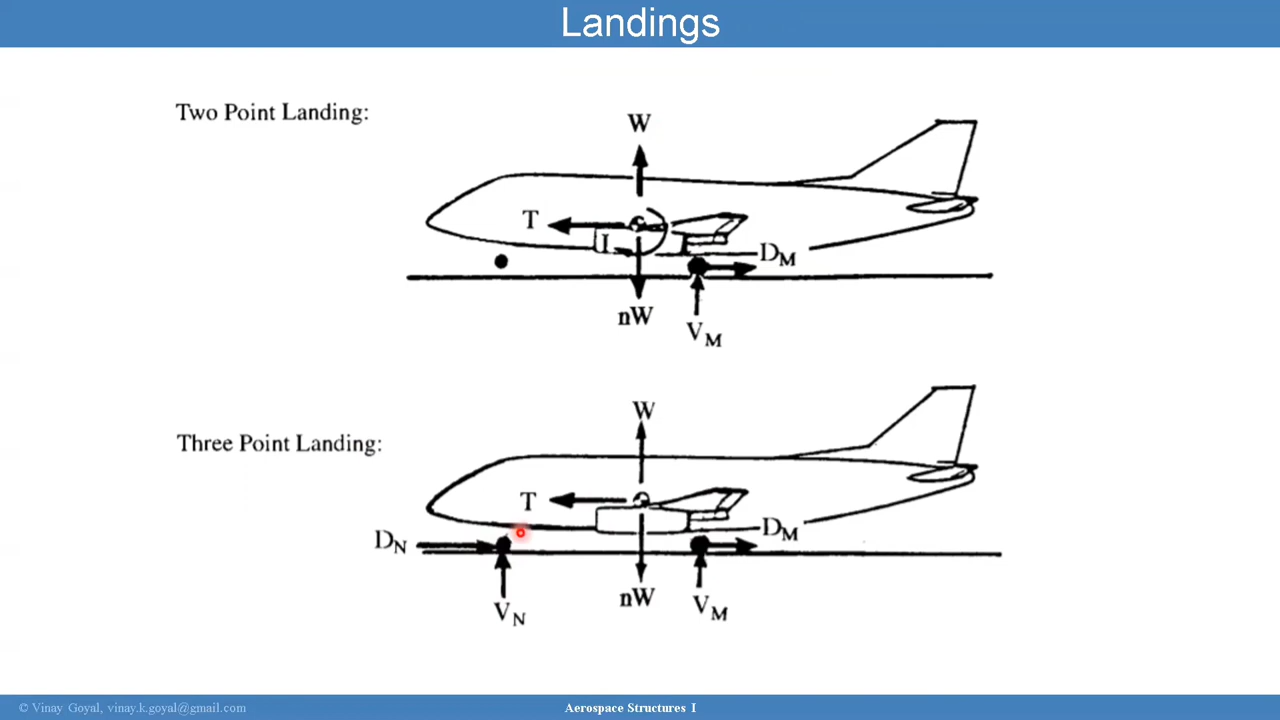 Landings
Two Point Landing:
W
T
I
D_M
nW
V_M
Three Point Landing:
W
T
D_N
D_M
nW
V_N
V_M
© Vinay Goyal, vinay.k.goyal@gmail.com
Aerospace Structures I